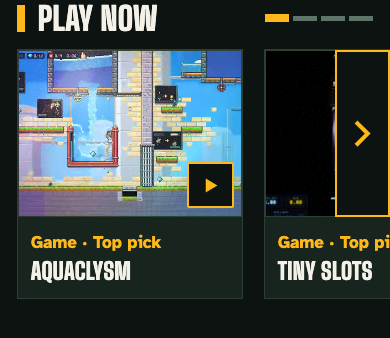 PLAY NOW
Game · Top pick
AQUACLYSM
Game · Top pi
TINY SLOTS